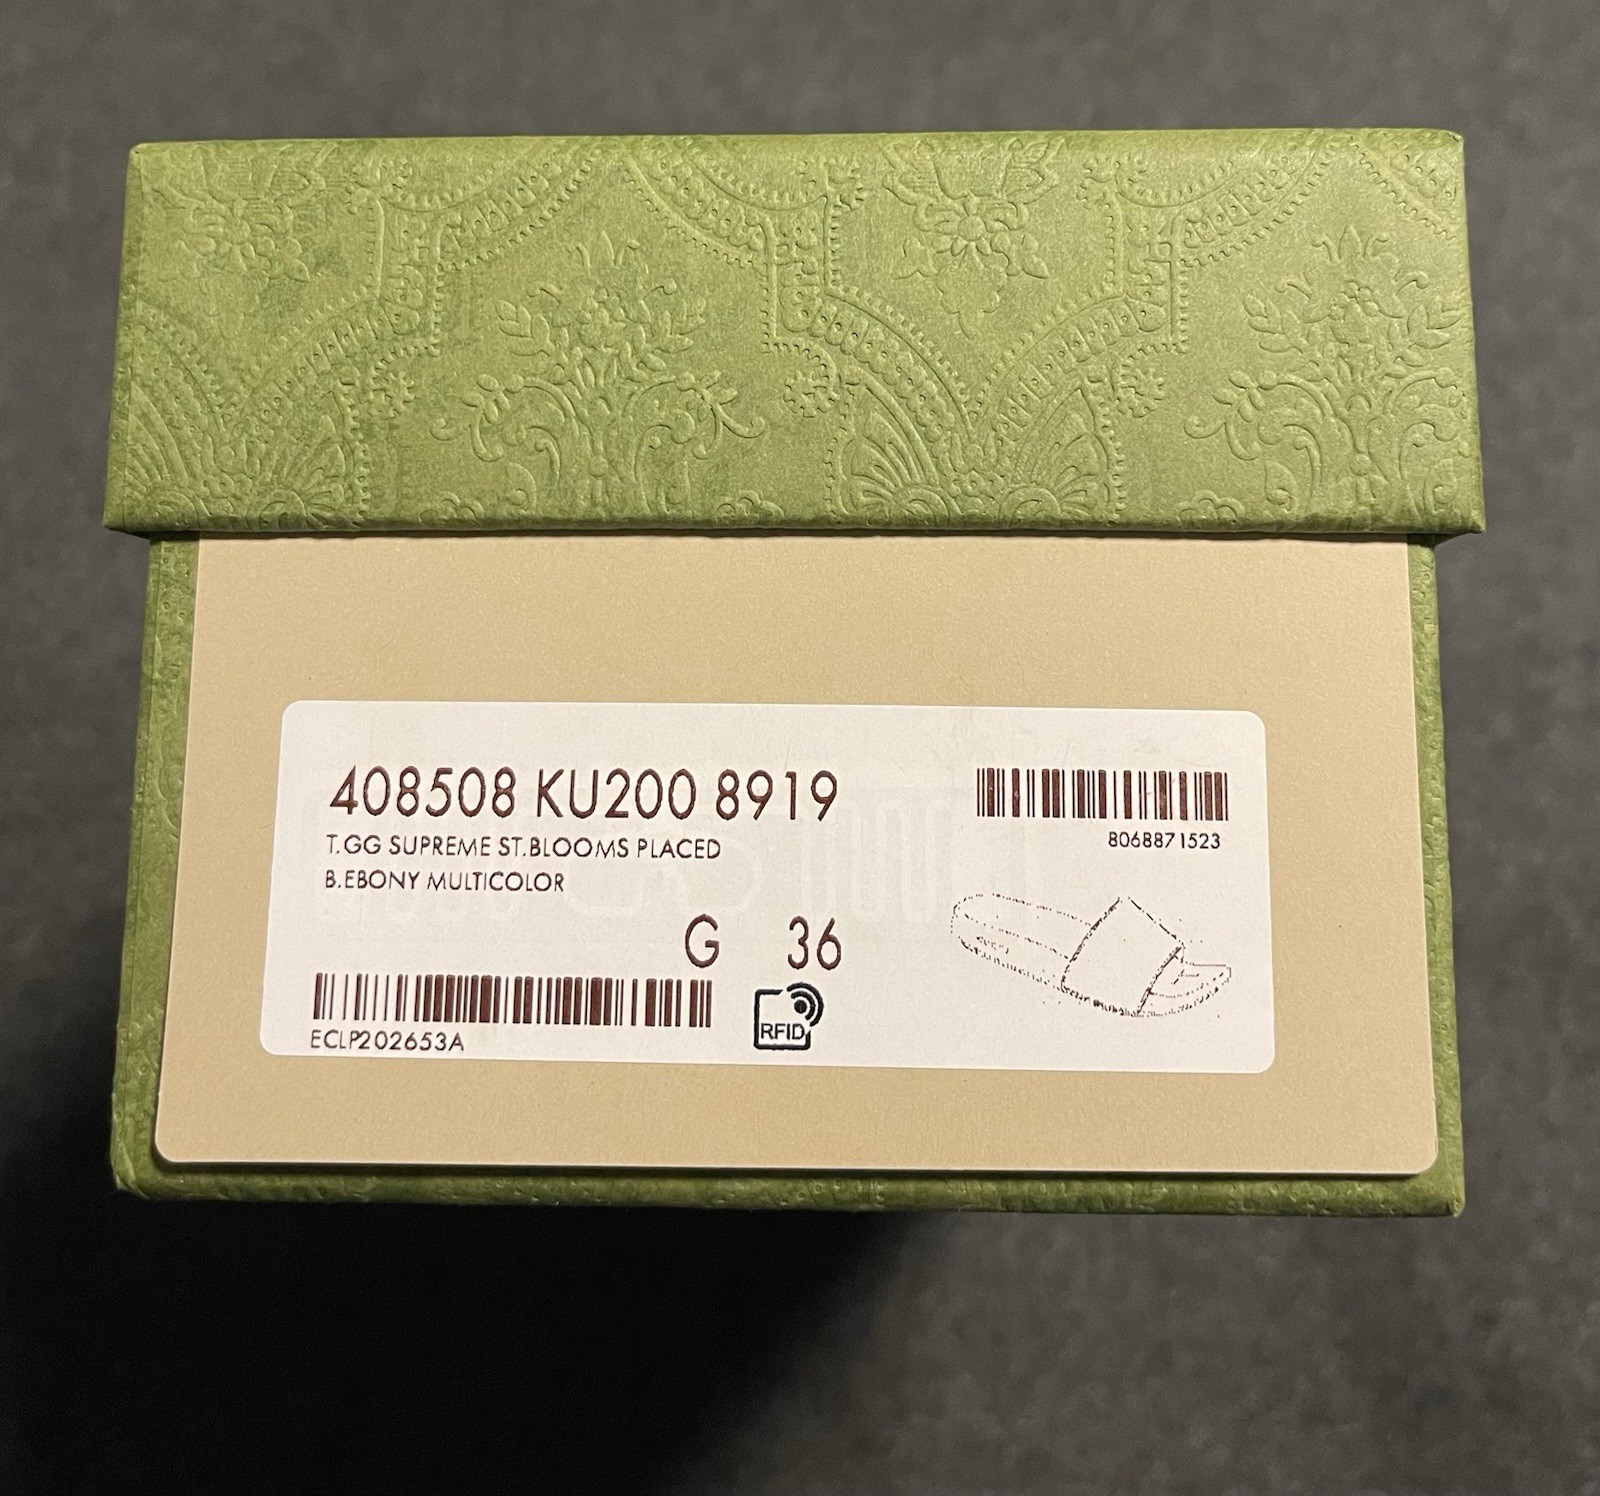 408508 KU200 8919
T.GG SUPREME ST.BLOOMS PLACED
B.EBONY MULTICOLOR
8068871523
G 36
ECLP202653A
RFID